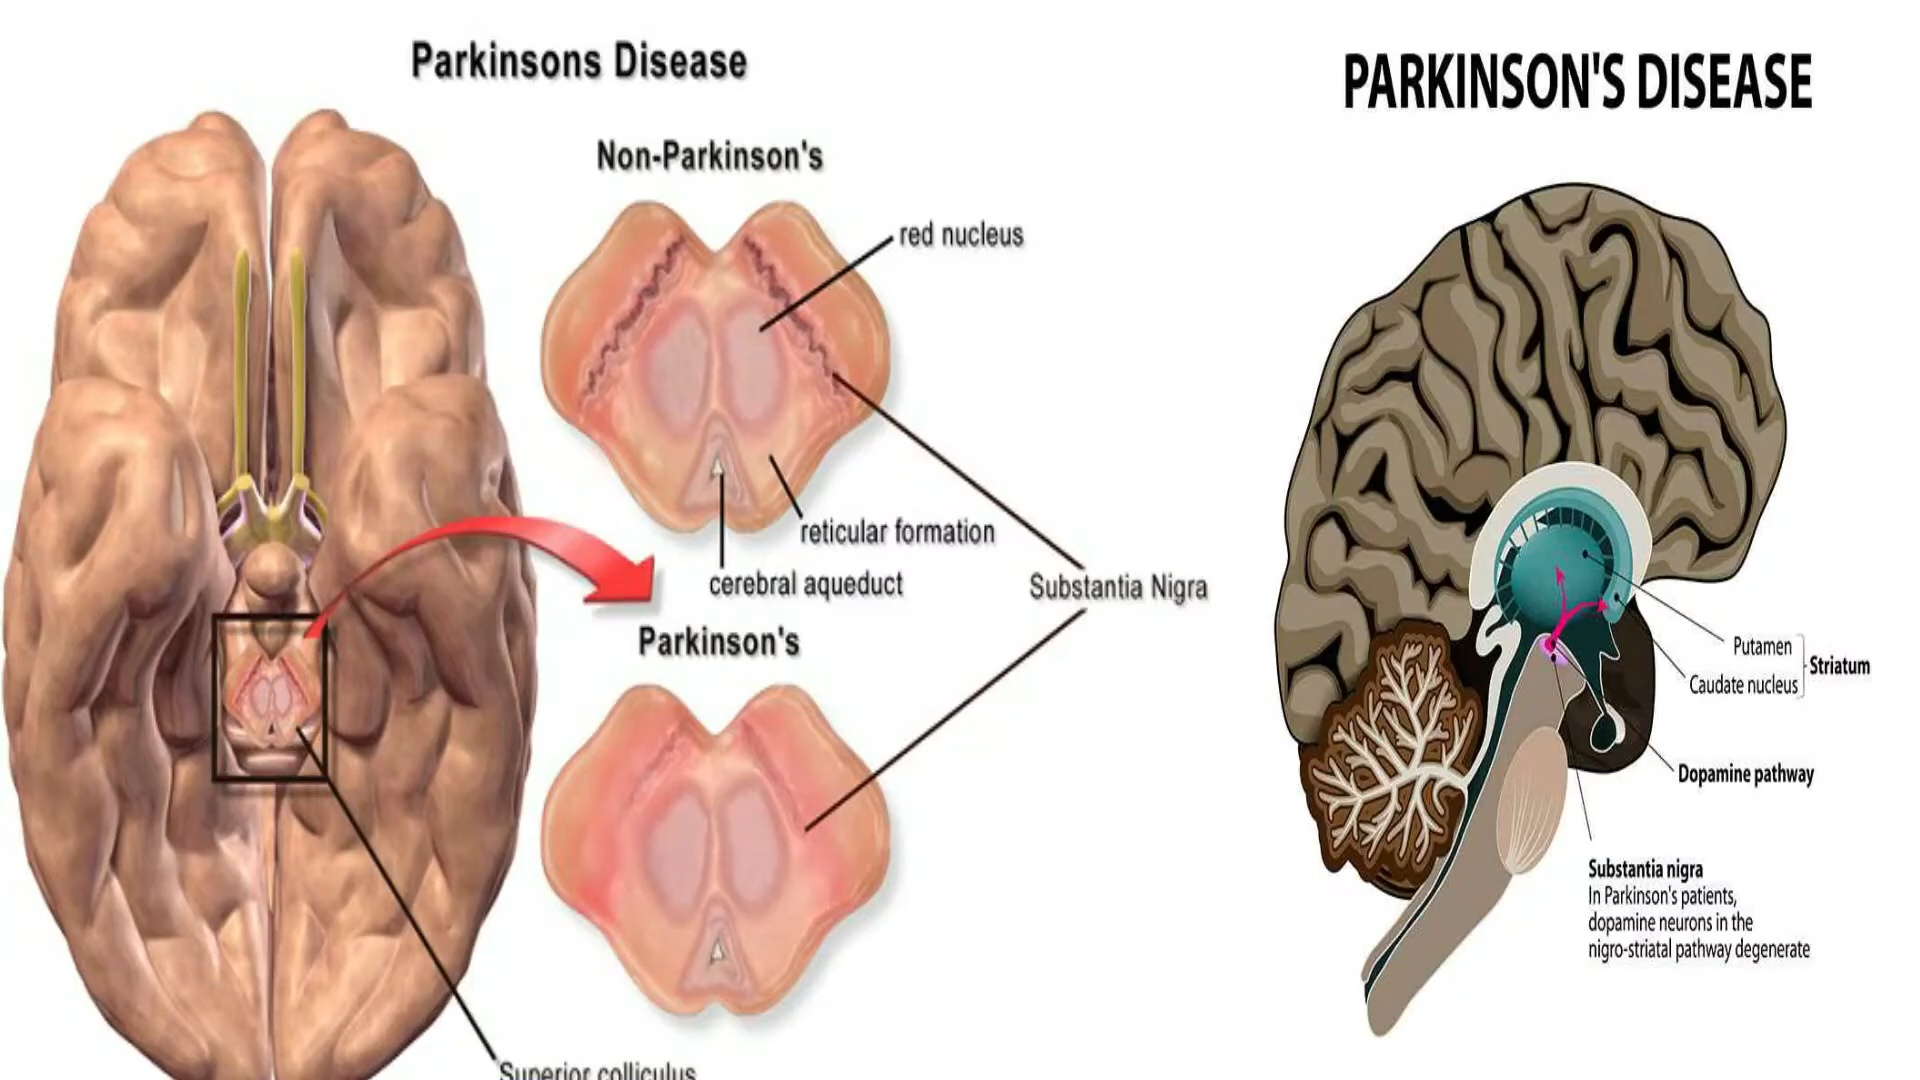 Parkinsons Disease
Non-Parkinson's
red nucleus
reticular formation
cerebral aqueduct
Substantia Nigra
Parkinson's
Superior colliculus
PARKINSON'S DISEASE
Putamen
Caudate nucleus
Striatum
Dopamine pathway
Substantia nigra
In Parkinson's patients,
dopamine neurons in the
nigro-striatal pathway degenerate